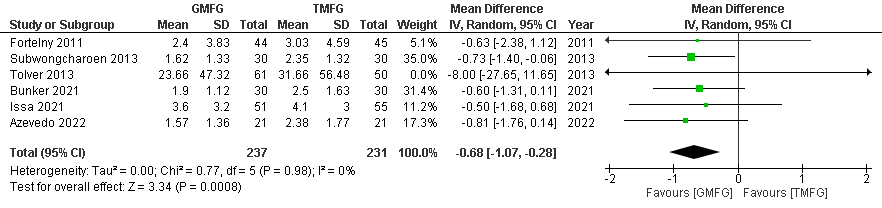 GMFG TMFG Mean Difference Mean Difference
Study or Subgroup Mean SD Total Mean SD Total Weight IV, Random, 95% CI Year IV, Random, 95% CI
Fortelny 2011 2.4 3.83 44 3.03 4.59 45 5.1% -0.63 [-2.38, 1.12] 2011
Subwongcharoen 2013 1.62 1.33 30 2.35 1.32 30 35.0% -0.73 [-1.40, -0.06] 2013
Tolver 2013 23.66 47.32 61 31.66 56.48 50 0.0% -8.00 [-27.65, 11.65] 2013
Bunker 2021 1.9 1.12 30 2.5 1.63 30 31.4% -0.60 [-1.31, 0.11] 2021
Issa 2021 3.6 3.2 51 4.1 3 55 11.2% -0.50 [-1.68, 0.68] 2021
Azevedo 2022 1.57 1.36 21 2.38 1.77 21 17.3% -0.81 [-1.76, 0.14] 2022
Total (95% CI) 237 231 100.0% -0.68 [-1.07, -0.28]
Heterogeneity: Tau² = 0.00; Chi² = 0.77, df = 5 (P = 0.98); I² = 0%
Test for overall effect: Z = 3.34 (P = 0.0008)
-2 -1 0 1 2
Favours [GMFG] Favours [TMFG]